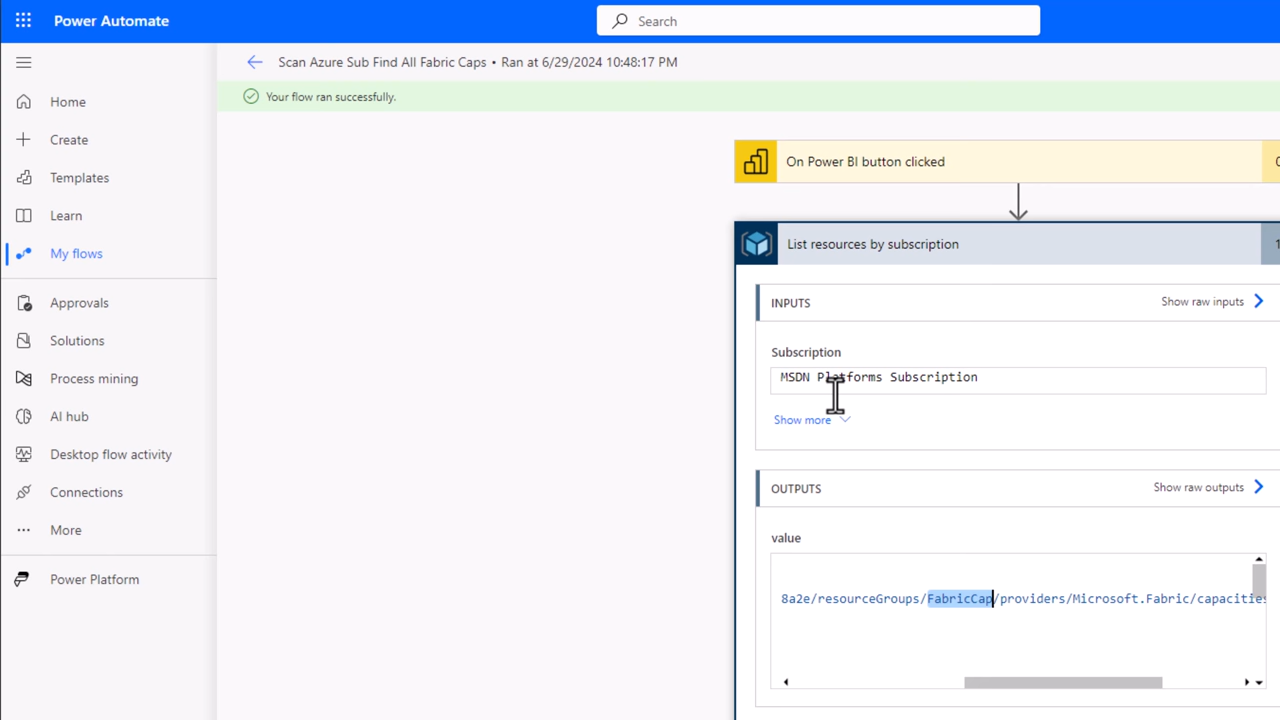 Power Automate
Search
Scan Azure Sub Find All Fabric Caps • Ran at 6/29/2024 10:48:17 PM
Your flow ran successfully.
Home
Create
Templates
Learn
My flows
Approvals
Solutions
Process mining
AI hub
Desktop flow activity
Connections
More
Power Platform
On Power BI button clicked
List resources by subscription
INPUTS
Show raw inputs
Subscription
MSDN Platforms Subscription
Show more
OUTPUTS
Show raw outputs
value
8a2e/resourceGroups/FabricCap/providers/Microsoft.Fabric/capacities